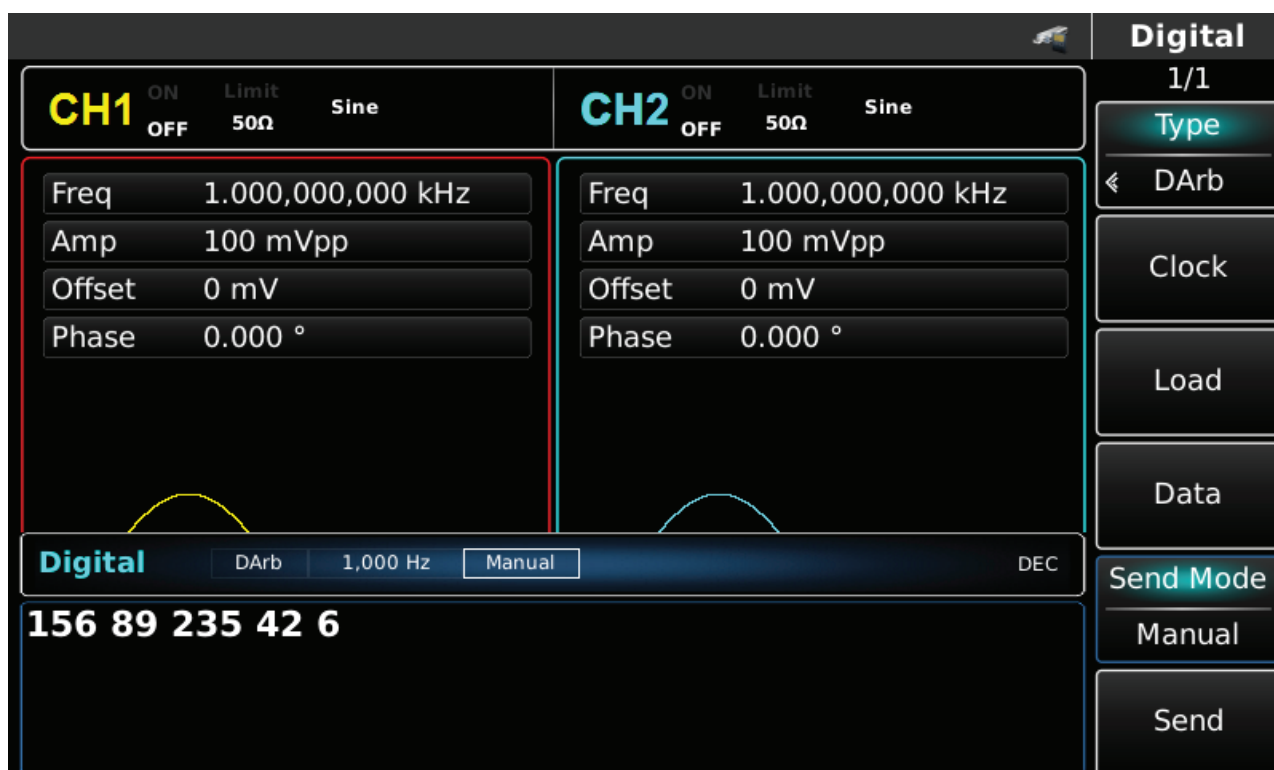 Digital
1/1
CH1 ON OFF Limit 50Ω Sine
CH2 ON OFF Limit 50Ω Sine
Type
DArb
Freq 1.000,000,000 kHz
Amp 100 mVpp
Offset 0 mV
Phase 0.000 °
Freq 1.000,000,000 kHz
Amp 100 mVpp
Offset 0 mV
Phase 0.000 °
Clock
Load
Data
Digital DArb 1,000 Hz Manual DEC
156 89 235 42 6
Send Mode
Manual
Send